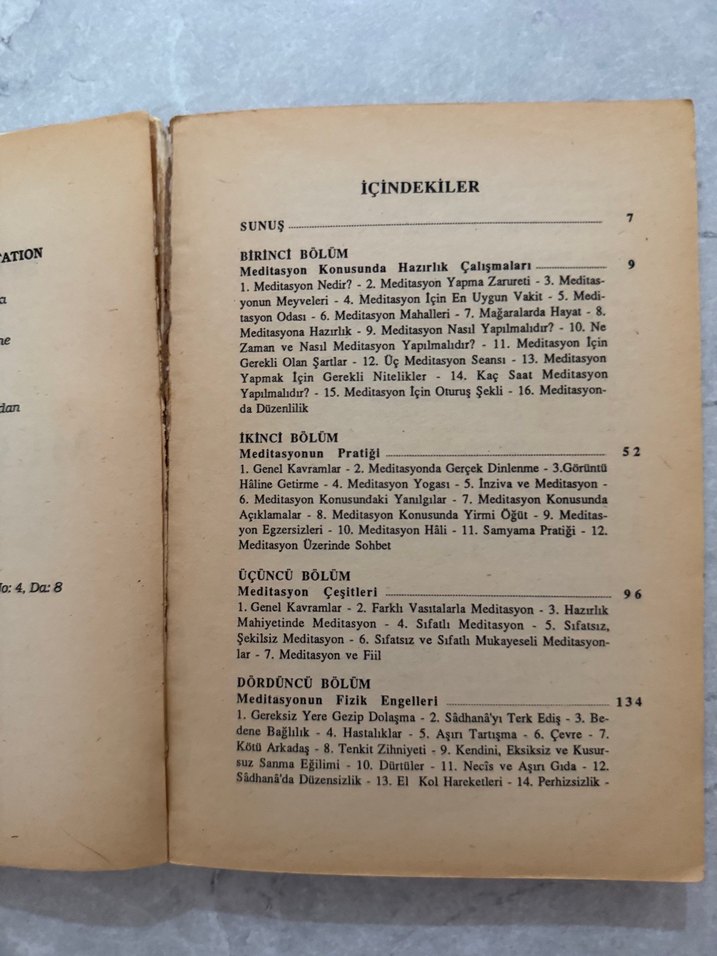 TATION
dan
No: 4, Da: 8
İÇİNDEKİLER
SUNUŞ 7
BİRİNCİ BÖLÜM
Meditasyon Konusunda Hazırlık Çalışmaları 9
1. Meditasyon Nedir? - 2. Meditasyon Yapma Zarureti - 3. Meditas-
yonun Meyveleri - 4. Meditasyon İçin En Uygun Vakit - 5. Medi-
tasyon Odası - 6. Meditasyon Mahalleri - 7. Mağaralarda Hayat - 8.
Meditasyona Hazırlık - 9. Meditasyon Nasıl Yapılmalıdır? - 10. Ne
Zaman ve Nasıl Meditasyon Yapılmalıdır? - 11. Meditasyon İçin
Gerekli Olan Şartlar - 12. Üç Meditasyon Seansı - 13. Meditasyon
Yapmak İçin Gerekli Nitelikler - 14. Kaç Saat Meditasyon
Yapılmalıdır? - 15. Meditasyon İçin Oturuş Şekli - 16. Meditasyon-
da Düzenlilik
İKİNCİ BÖLÜM
Meditasyonun Pratiği 52
1. Genel Kavramlar - 2. Meditasyonda Gerçek Dinlenme - 3.Görüntü
Hâline Getirme - 4. Meditasyon Yogası - 5. İnziva ve Meditasyon -
6. Meditasyon Konusundaki Yanılgılar - 7. Meditasyon Konusunda
Açıklamalar - 8. Meditasyon Konusunda Yirmi Öğüt - 9. Meditas-
yon Egzersizleri - 10. Meditasyon Hâli - 11. Samyama Pratiği - 12.
Meditasyon Üzerinde Sohbet
ÜÇÜNCÜ BÖLÜM
Meditasyon Çeşitleri 96
1. Genel Kavramlar - 2. Farklı Vasıtalarla Meditasyon - 3. Hazırlık
Mahiyetinde Meditasyon - 4. Sıfatlı Meditasyon - 5. Sıfatsız,
Şekilsiz Meditasyon - 6. Sıfatsız ve Sıfatlı Mukayeseli Meditasyon-
lar - 7. Meditasyon ve Fiil
DÖRDÜNCÜ BÖLÜM
Meditasyonun Fizik Engelleri 134
1. Gereksiz Yere Gezip Dolaşma - 2. Sâdhanâ'yı Terk Ediş - 3. Be-
dene Bağlılık - 4. Hastalıklar - 5. Aşırı Tartışma - 6. Çevre - 7.
Kötü Arkadaş - 8. Tenkit Zihniyeti - 9. Kendini, Eksiksiz ve Kusur-
suz Sanma Eğilimi - 10. Dürtüler - 11. Necîs ve Aşırı Gıda - 12.
Sâdhanâ'da Düzensizlik - 13. El Kol Hareketleri - 14. Perhizsizlik -